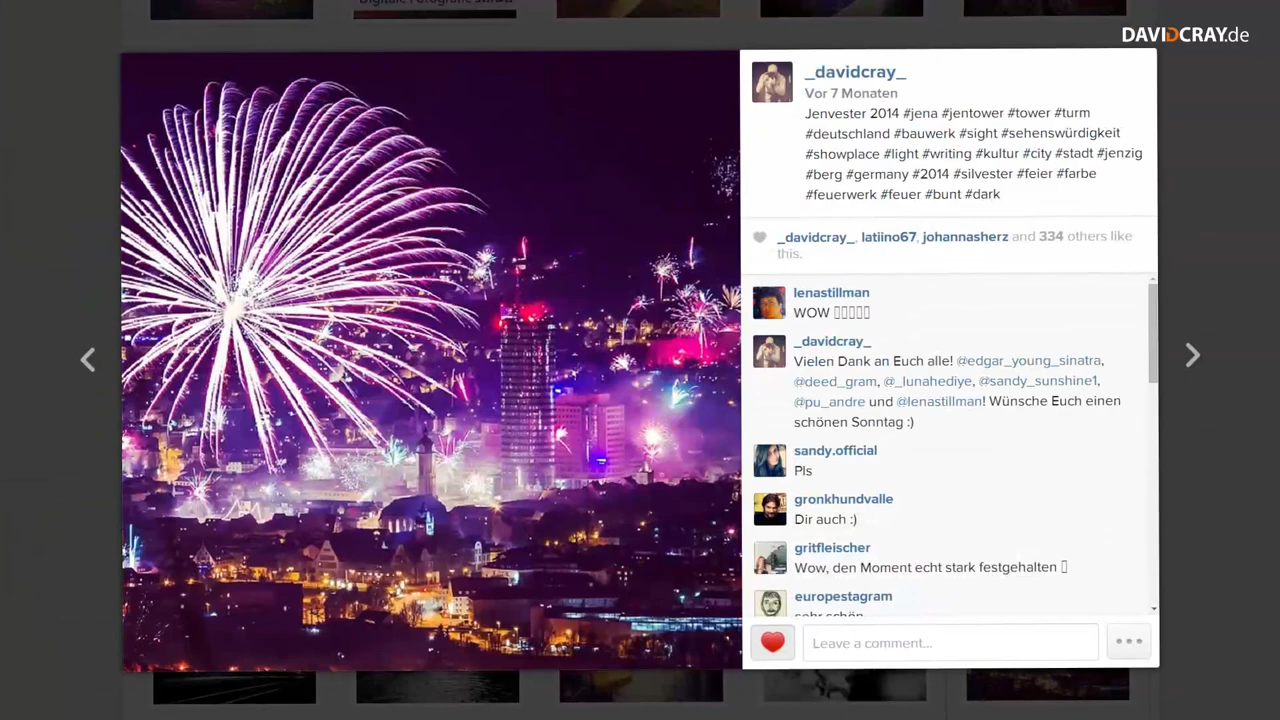 DAVIDCRAY.de
_davidcray_
Vor 7 Monaten
Jenvester 2014 #jena #jentower #tower #turm
#deutschland #bauwerk #sight #sehenswürdigkeit
#showplace #light #writing #kultur #city #stadt #jenzig
#berg #germany #2014 #silvester #feier #farbe
#feuerwerk #feuer #bunt #dark
_davidcray_, latiino67, johannasherz and 334 others like
this.
lenastillman
WOW
_davidcray_
Vielen Dank an Euch alle! @edgar_young_sinatra,
@deed_gram, @_lunahediye, @sandy_sunshine1,
@pu_andre und @lenastillman! Wünsche Euch einen
schönen Sonntag :)
sandy.official
Pls
gronkhundvalle
Dir auch :)
gritfleischer
Wow, den Moment echt stark festgehalten
europestagram
sehr schön
Leave a comment...